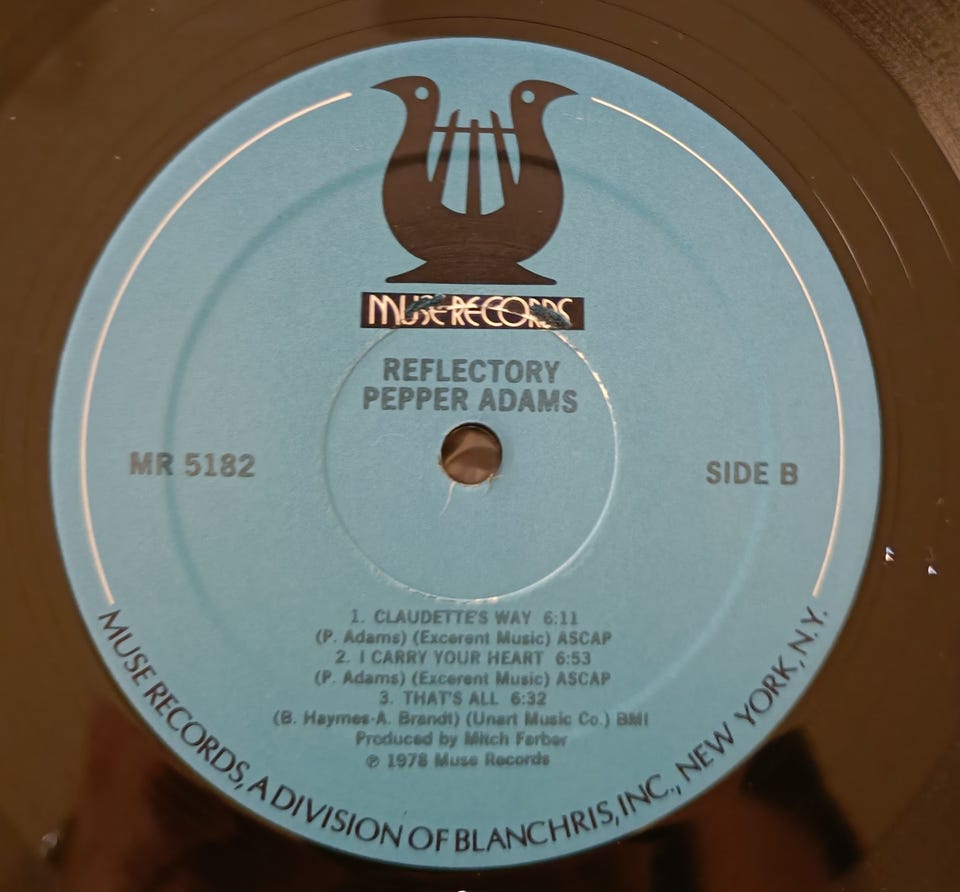 MUSE RECORDS
REFLECTORY
PEPPER ADAMS
MR 5182
SIDE B
1. CLAUDETTE'S WAY 6:11
(P. Adams) (Excerent Music) ASCAP
2. I CARRY YOUR HEART 6:53
(P. Adams) (Excerent Music) ASCAP
3. THAT'S ALL 6:32
(B. Haymes-A. Brandt) (Unart Music Co.) BMI
Produced by Mitch Farber
℗ 1978 Muse Records
MUSE RECORDS, A DIVISION OF BLANCHRIS, INC., NEW YORK, N.Y.